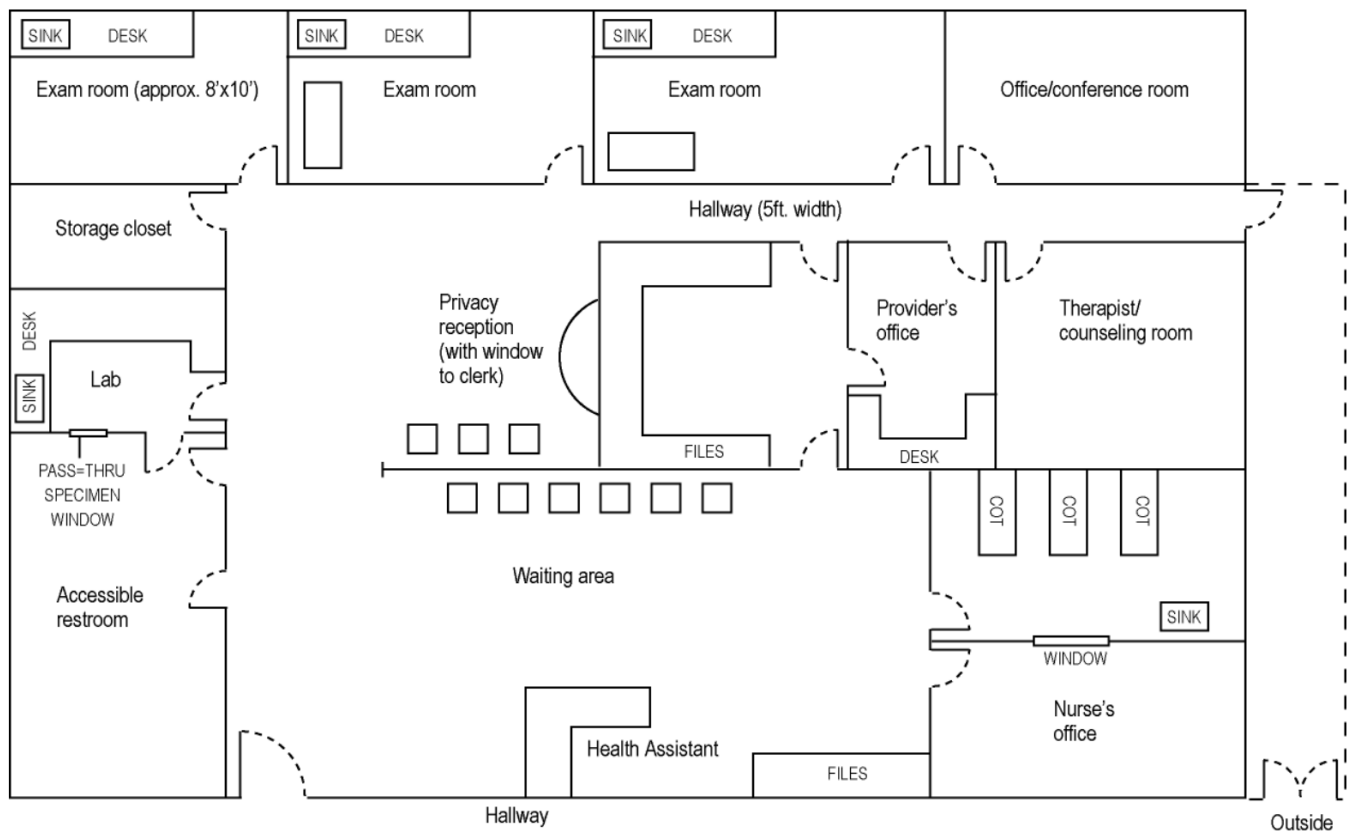 SINK DESK
SINK DESK
SINK DESK
Exam room (approx. 8’x10’)
Exam room
Exam room
Office/conference room
Hallway (5ft. width)
Storage closet
Privacy
reception
(with window
to clerk)
Provider’s
office
Therapist/
counseling room
DESK
Lab
SINK
FILES
DESK
PASS=THRU
SPECIMEN
WINDOW
COT
COT
COT
Waiting area
Accessible
restroom
SINK
WINDOW
Nurse’s
office
Health Assistant
FILES
Hallway
Outside